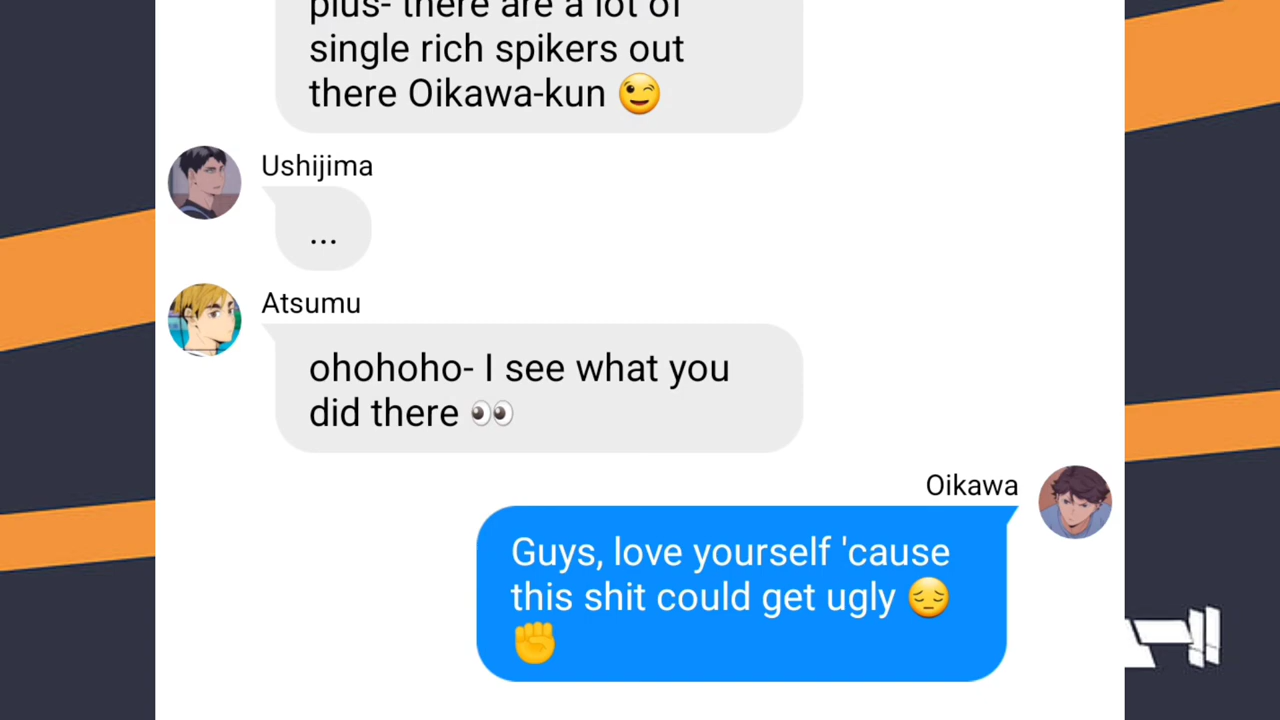 plus- there are a lot of
single rich spikers out
there Oikawa-kun 😉
Ushijima
...
Atsumu
ohohoho- I see what you
did there 👀
Oikawa
Guys, love yourself 'cause
this shit could get ugly 😔
✊